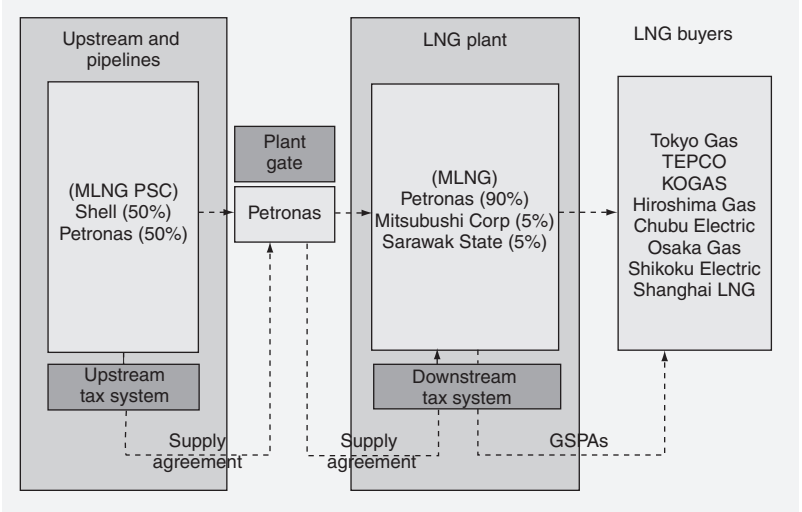 Upstream and
pipelines
LNG plant
LNG buyers
(MLNG PSC)
Shell (50%)
Petronas (50%)
Plant
gate
Petronas
(MLNG)
Petronas (90%)
Mitsubushi Corp (5%)
Sarawak State (5%)
Tokyo Gas
TEPCO
KOGAS
Hiroshima Gas
Chubu Electric
Osaka Gas
Shikoku Electric
Shanghai LNG
Upstream
tax system
Downstream
tax system
Supply
agreement
Supply
agreement
GSPAs